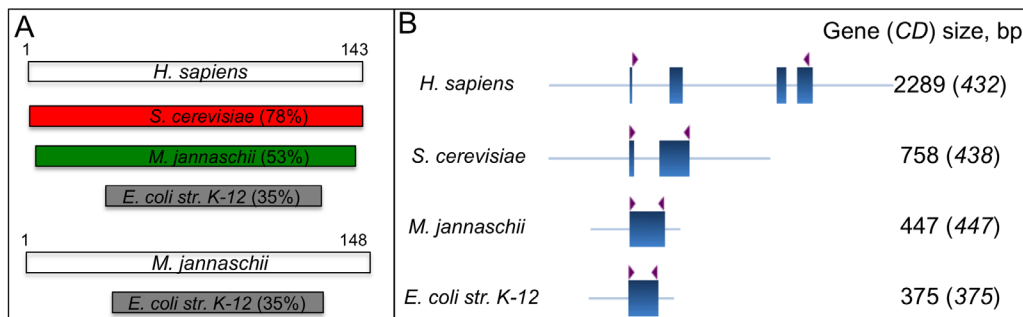 A
1 143
H. sapiens
S. cerevisiae (78%)
M. jannaschii (53%)
E. coli str. K-12 (35%)
1 148
M. jannaschii
E. coli str. K-12 (35%)
B
Gene (CD) size, bp
H. sapiens 2289 (432)
S. cerevisiae 758 (438)
M. jannaschii 447 (447)
E. coli str. K-12 375 (375)